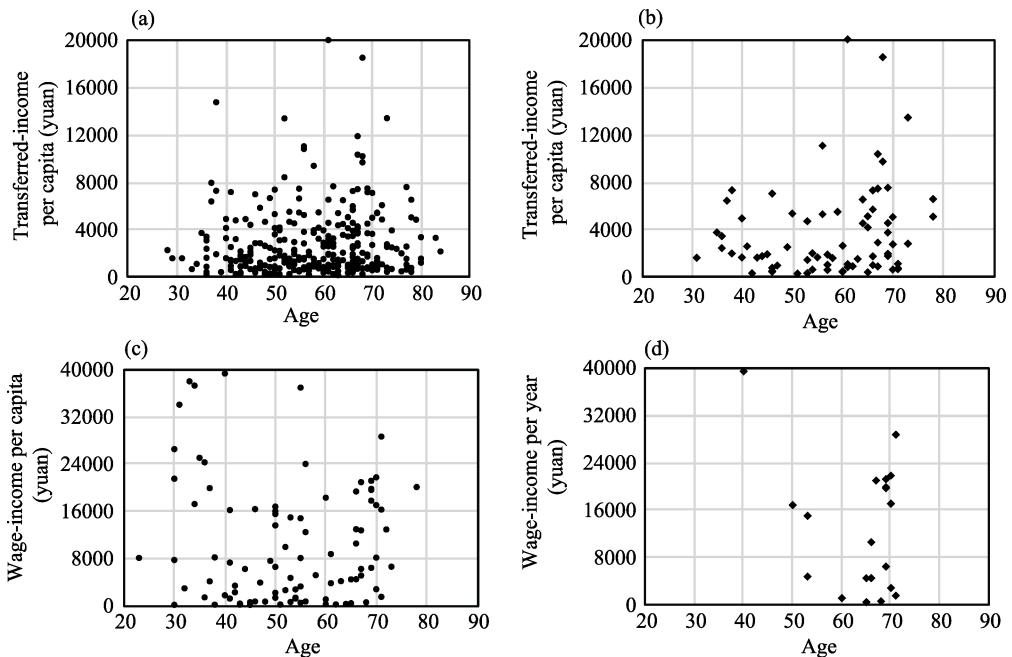 (a)
Transferred-income
per capita (yuan)
20000
16000
12000
8000
4000
0
20 30 40 50 60 70 80 90
Age
(b)
Transferred-income
per capita (yuan)
20000
16000
12000
8000
4000
0
20 30 40 50 60 70 80 90
Age
(c)
Wage-income per capita
(yuan)
40000
32000
24000
16000
8000
0
20 30 40 50 60 70 80 90
Age
(d)
Wage-income per year
(yuan)
40000
32000
24000
16000
8000
0
20 30 40 50 60 70 80 90
Age